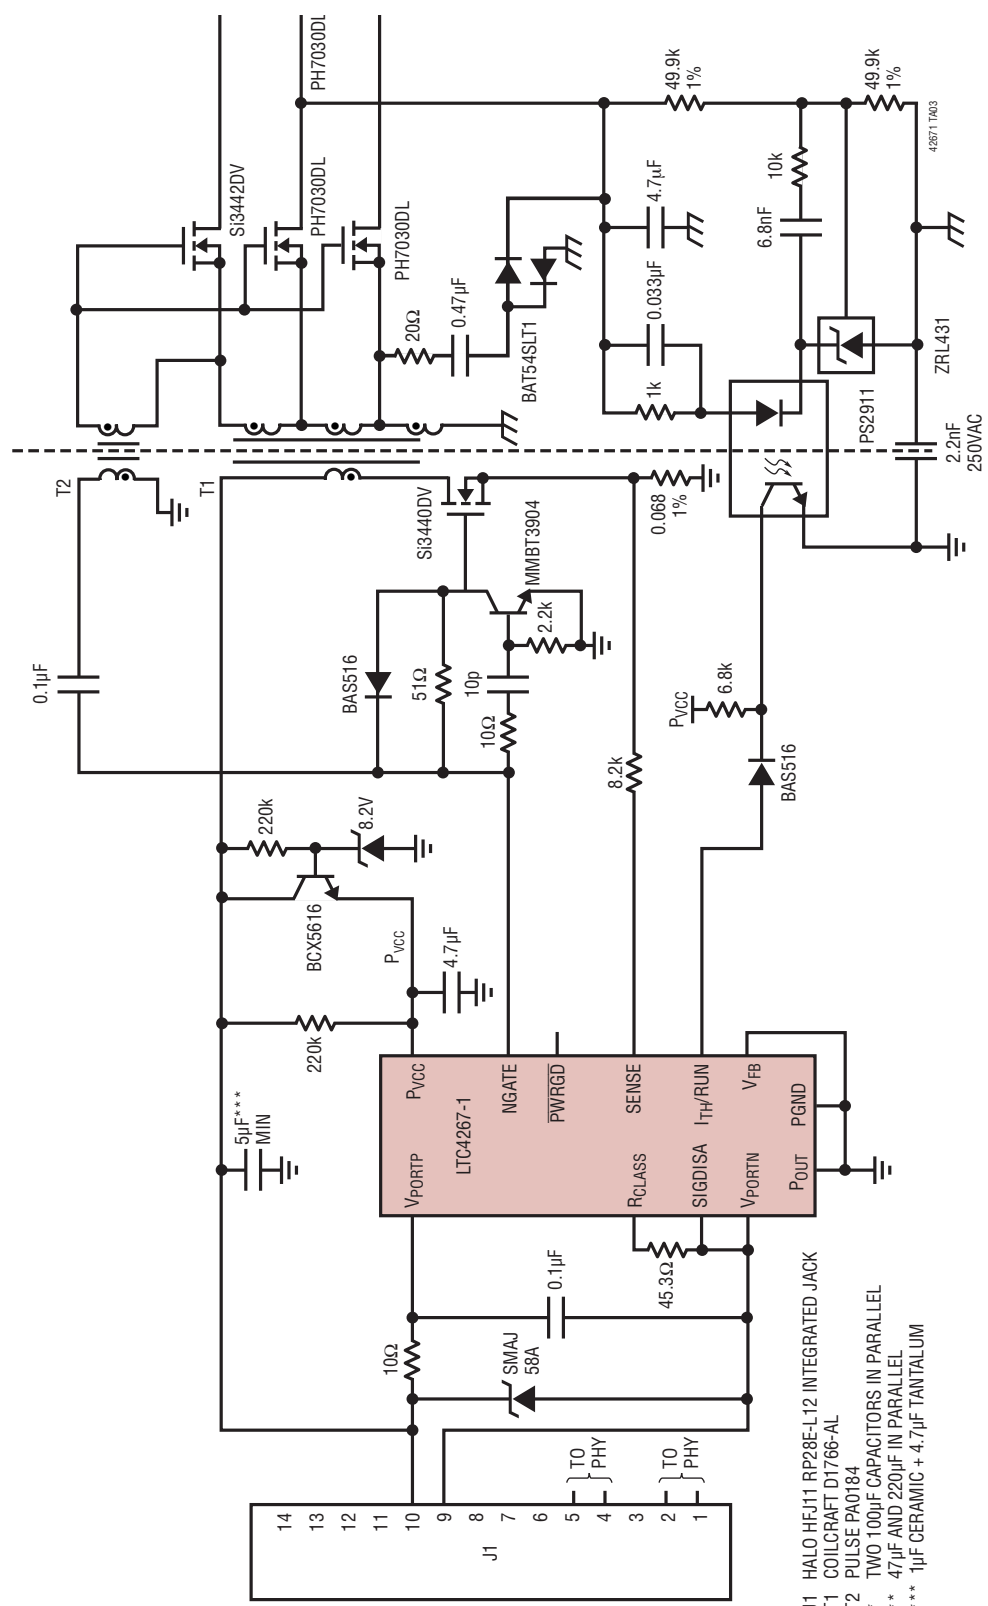 PH7030DL
49.9k
1%
49.9k
1%
42671 TA03
Si3442DV
PH7030DL
PH7030DL
10k
4.7µF
6.8nF
0.47µF
20Ω
0.033µF
BAT54SLT1
1k
ZRL431
PS2911
2.2nF
250VAC
T2
T1
Si3440DV
0.068
1%
MMBT3904
2.2k
0.1µF
BAS516
51Ω
10p
10Ω
PVCC
6.8k
8.2k
BAS516
220k
8.2V
BCX5616
PVCC
4.7µF
220k
5µF***
MIN
PVCC
NGATE
PWRGD
SENSE
ITH/RUN
VFB
LTC4267-1
PGND
VPORTP
RCLASS
SIGDISA
VPORTN
POUT
45.3Ω
0.1µF
10Ω
SMAJ
58A
TO
PHY
TO
PHY
14
13
12
11
10
9
8
7
6
5
4
3
2
1
J1
J1 HALO HFJ11 RP28E-L12 INTEGRATED JACK
T1 COILCRAFT D1766-AL
T2 PULSE PA0184
* TWO 100µF CAPACITORS IN PARALLEL
** 47µF AND 220µF IN PARALLEL
*** 1µF CERAMIC + 4.7µF TANTALUM